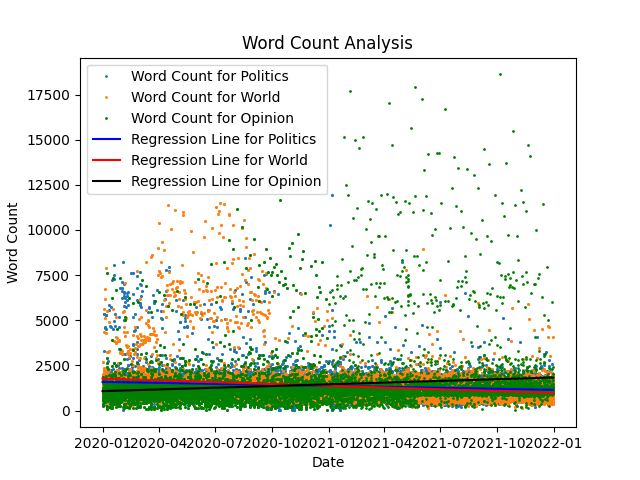 Word Count Analysis
Word Count for Politics
Word Count for World
Word Count for Opinion
Regression Line for Politics
Regression Line for World
Regression Line for Opinion
17500
15000
12500
10000
7500
5000
2500
0
Word Count
2020-01 2020-04 2020-07 2020-10 2021-01 2021-04 2021-07 2021-10 2022-01
Date